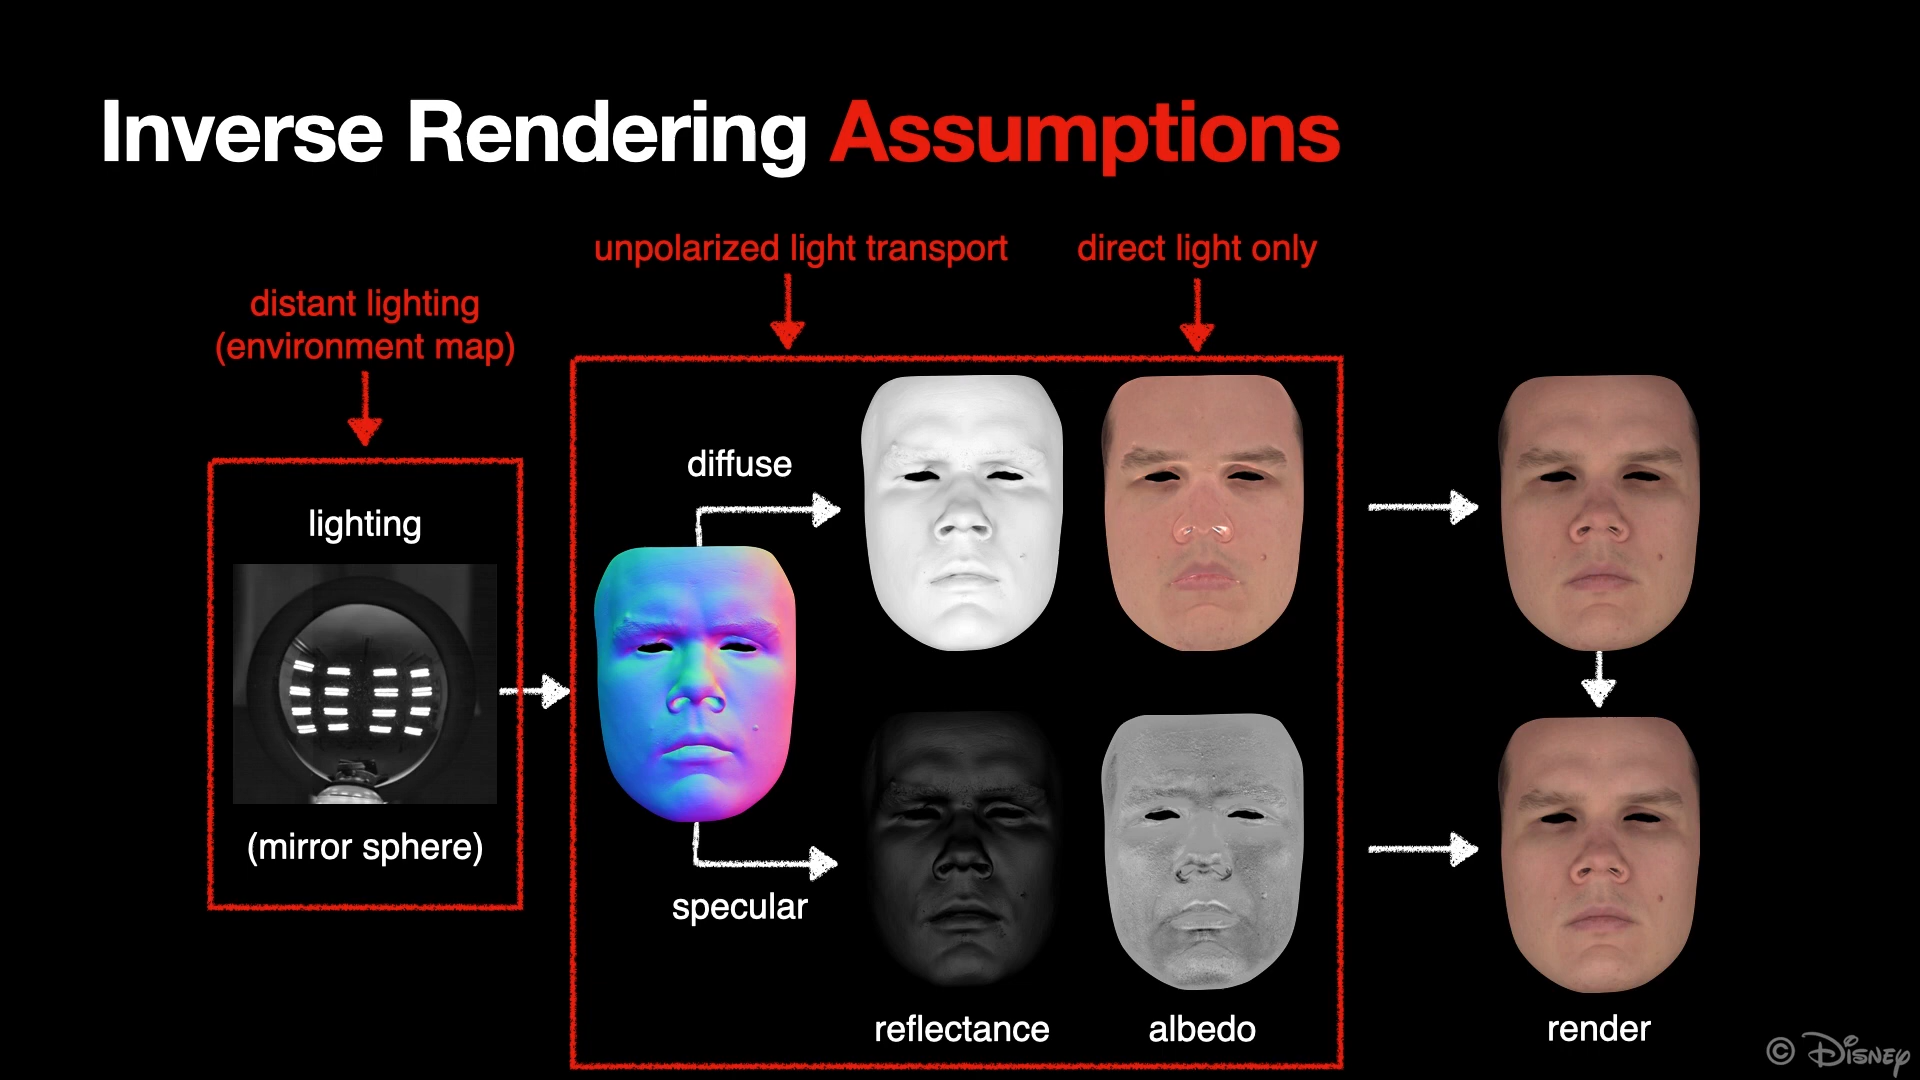 Inverse Rendering Assumptions
unpolarized light transport
direct light only
distant lighting
(environment map)
diffuse
lighting
(mirror sphere)
specular
reflectance
albedo
render
© Disney